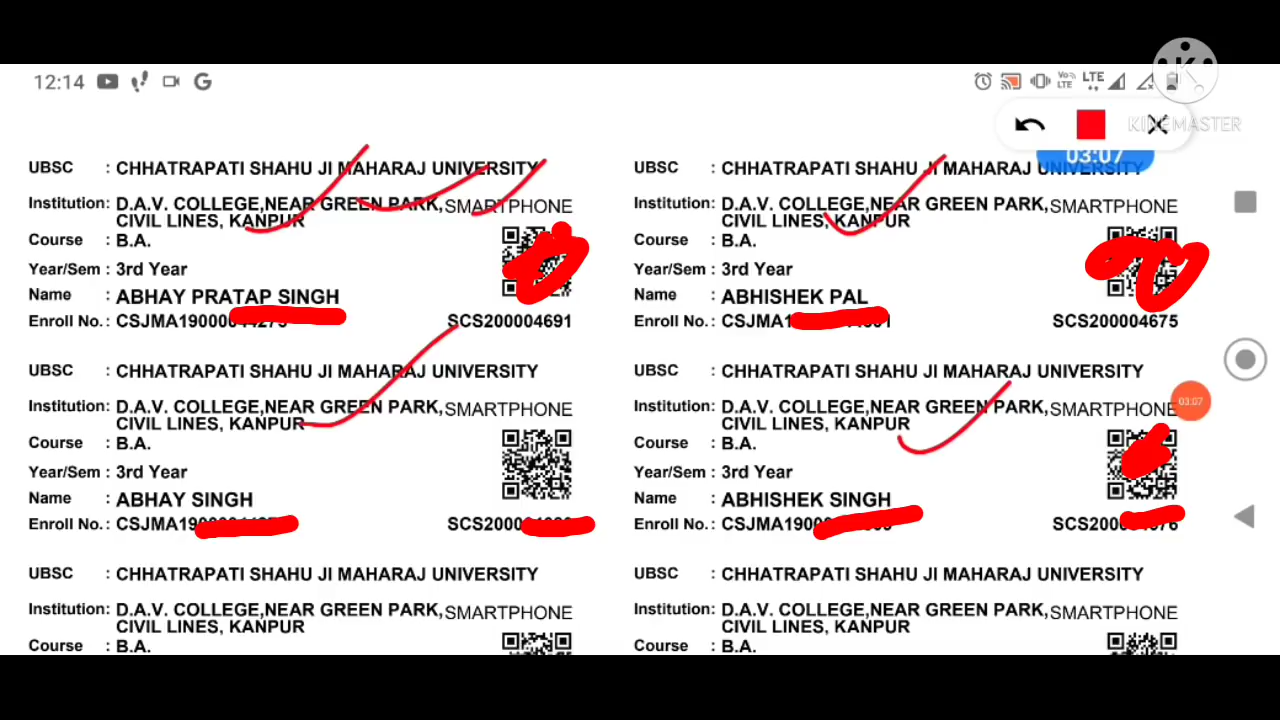 12:14
LTE
KINEMASTER
03:07
UBSC : CHHATRAPATI SHAHU JI MAHARAJ UNIVERSITY
Institution: D.A.V. COLLEGE,NEAR GREEN PARK, SMARTPHONE
CIVIL LINES, KANPUR
Course : B.A.
Year/Sem : 3rd Year
Name : ABHAY PRATAP SINGH
Enroll No.: SCS200004691
UBSC : CHHATRAPATI SHAHU JI MAHARAJ UNIVERSITY
Institution: D.A.V. COLLEGE,NEAR GREEN PARK, SMARTPHONE
CIVIL LINES, KANPUR
Course : B.A.
Year/Sem : 3rd Year
Name : ABHISHEK PAL
Enroll No.: SCS200004675
UBSC : CHHATRAPATI SHAHU JI MAHARAJ UNIVERSITY
Institution: D.A.V. COLLEGE,NEAR GREEN PARK, SMARTPHONE
CIVIL LINES, KANPUR
Course : B.A.
Year/Sem : 3rd Year
Name : ABHAY SINGH
Enroll No.:
UBSC : CHHATRAPATI SHAHU JI MAHARAJ UNIVERSITY
Institution: D.A.V. COLLEGE,NEAR GREEN PARK, SMARTPHONE
CIVIL LINES, KANPUR
Course : B.A.
Year/Sem : 3rd Year
Name : ABHISHEK SINGH
Enroll No.:
03:07
UBSC : CHHATRAPATI SHAHU JI MAHARAJ UNIVERSITY
Institution: D.A.V. COLLEGE,NEAR GREEN PARK, SMARTPHONE
CIVIL LINES, KANPUR
Course : B.A.
UBSC : CHHATRAPATI SHAHU JI MAHARAJ UNIVERSITY
Institution: D.A.V. COLLEGE,NEAR GREEN PARK, SMARTPHONE
CIVIL LINES, KANPUR
Course : B.A.